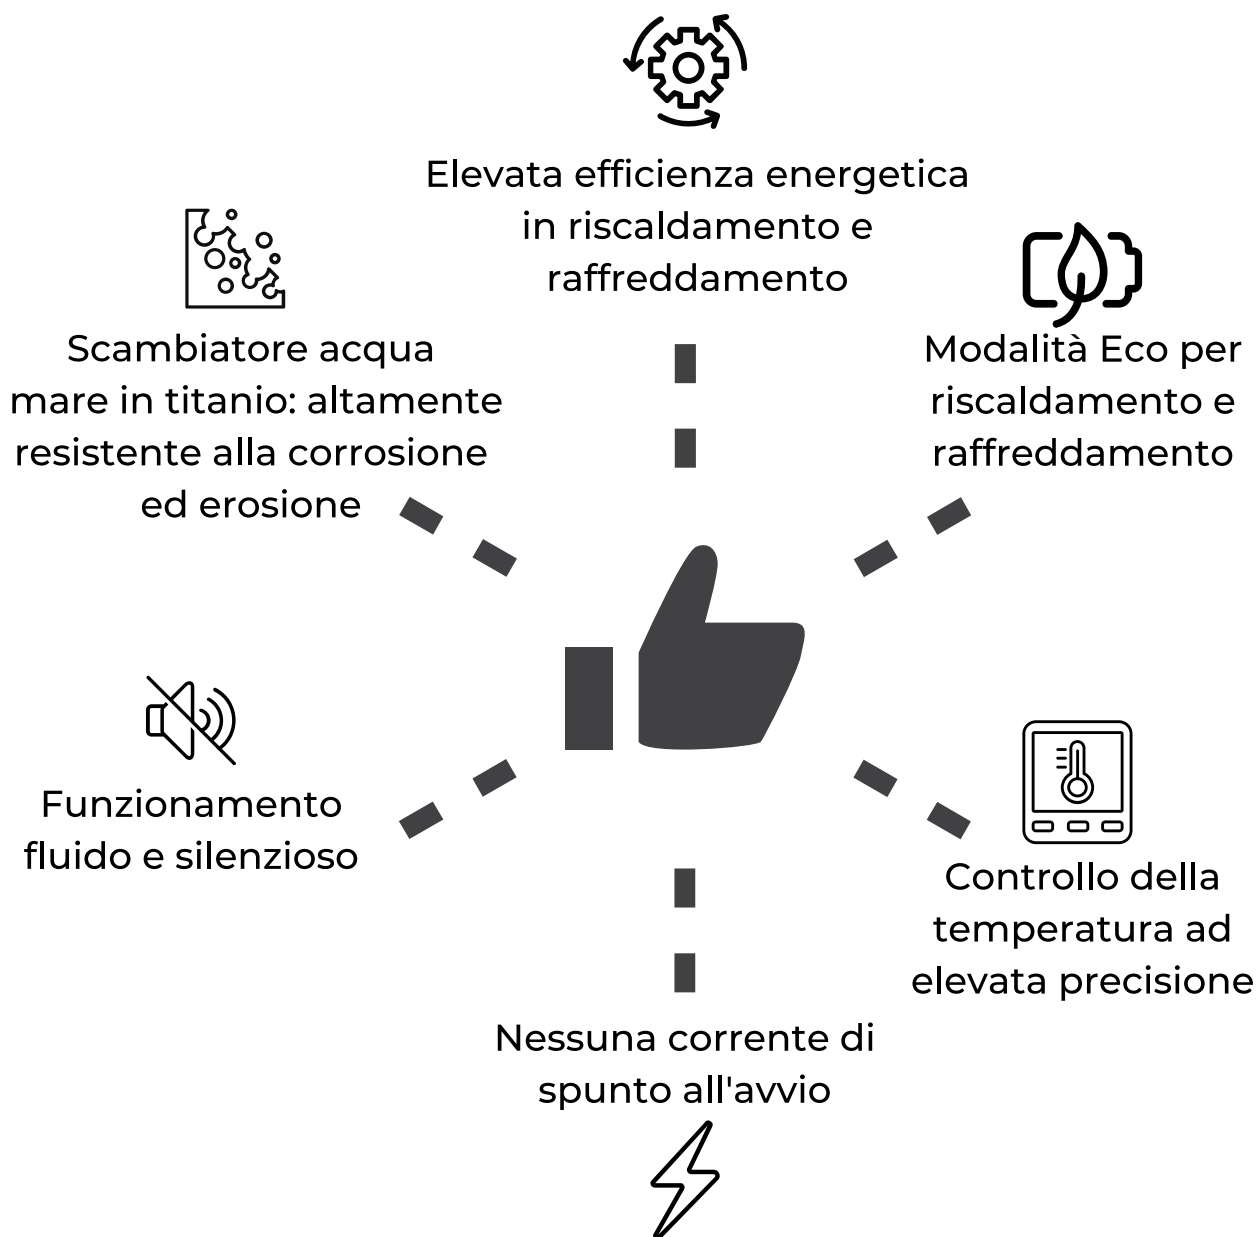 Elevata efficienza energetica
in riscaldamento e
raffreddamento
Scambiatore acqua
mare in titanio: altamente
resistente alla corrosione
ed erosione
Modalità Eco per
riscaldamento e
raffreddamento
Funzionamento
fluido e silenzioso
Controllo della
temperatura ad
elevata precisione
Nessuna corrente di
spunto all'avvio